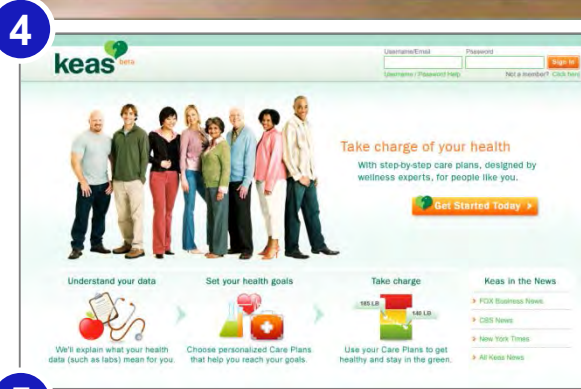 4
keas beta
Username/Email Password
Sign in
Username / Password Help Not a member? Click here
Take charge of your health
With step-by-step care plans, designed by
wellness experts, for people like you.
Get Started Today
Understand your data
We'll explain what your health
data (such as labs) mean for you.
Set your health goals
Choose personalized Care Plans
that help you reach your goals.
Take charge
185 LB
148 LB
Use your Care Plans to get
healthy and stay in the green.
Keas in the News
FOX Business News
CBS News
New York Times
All Keas News